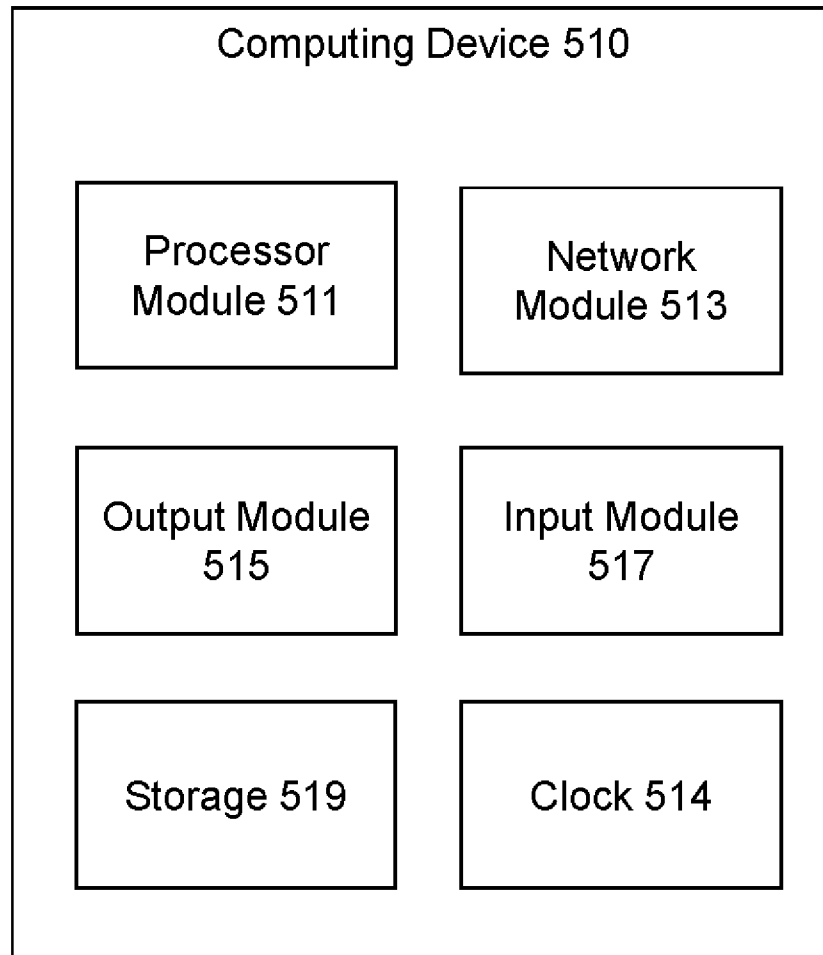 Computing Device 510
Processor
Module 511
Network
Module 513
Output Module
515
Input Module
517
Storage 519
Clock 514